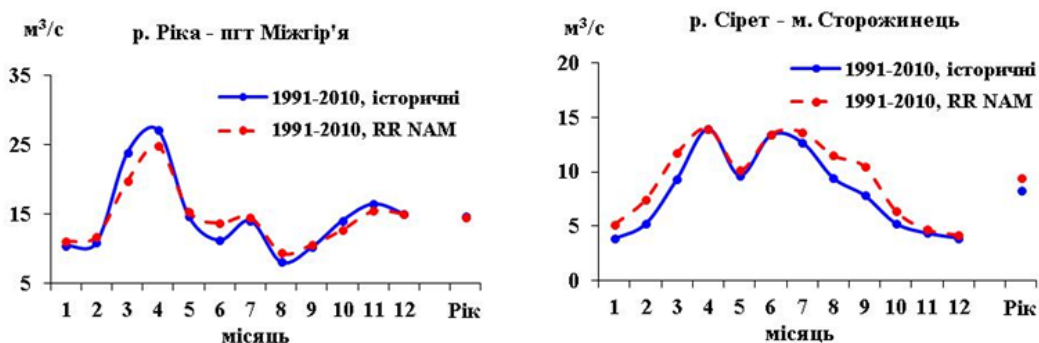 м³/с
р. Ріка - пгт Міжгір'я
35
25
15
5
1991-2010, історичні
1991-2010, RR NAM
1 2 3 4 5 6 7 8 9 10 11 12 Рік
місяць
р. Сірет - м. Сторожинець
м³/с
20
15
10
5
0
1991-2010, історичні
1991-2010, RR NAM
1 2 3 4 5 6 7 8 9 10 11 12 Рік
місяць